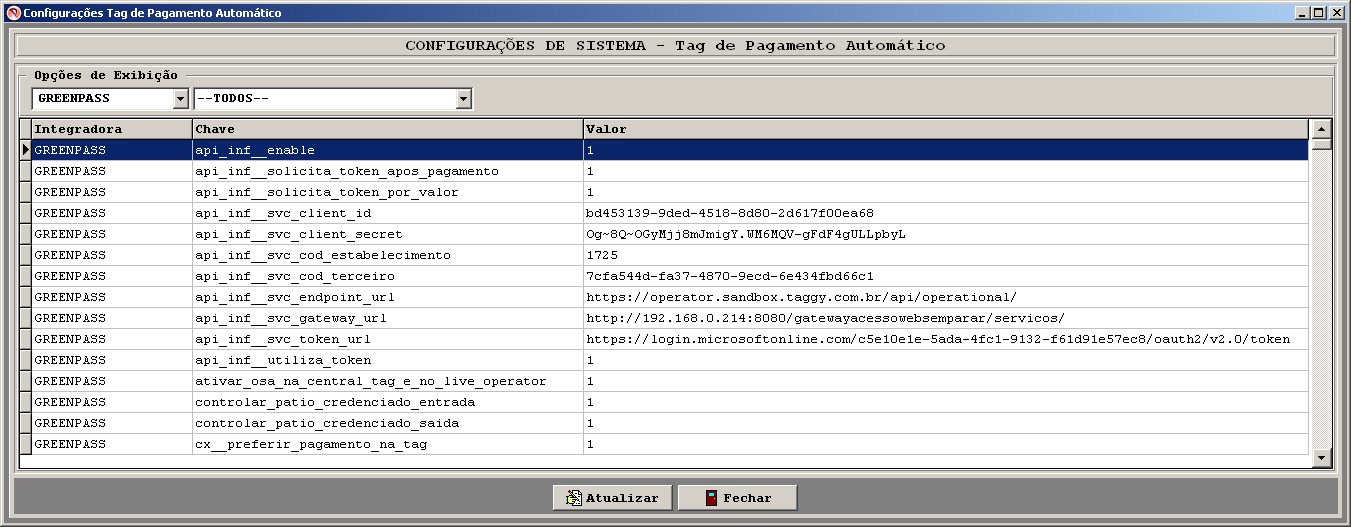 Configurações Tag de Pagamento Automático
CONFIGURAÇÕES DE SISTEMA - Tag de Pagamento Automático
Opções de Exibição
GREENPASS --TODOS--
Integradora Chave Valor
GREENPASS api_inf__enable 1
GREENPASS api_inf__solicita_token_apos_pagamento 1
GREENPASS api_inf__solicita_token_por_valor 1
GREENPASS api_inf__svc_client_id bd453139-9ded-4518-8d80-2d617f00ea68
GREENPASS api_inf__svc_client_secret Og~8Q~OGyMjj8mJmigY.WM6MQV-gFdF4gULLpbyL
GREENPASS api_inf__svc_cod_estabelecimento 1725
GREENPASS api_inf__svc_cod_terceiro 7cfa544d-fa37-4870-9ecd-6e434fbd66c1
GREENPASS api_inf__svc_endpoint_url https://operator.sandbox.taggy.com.br/api/operational/
GREENPASS api_inf__svc_gateway_url http://192.168.0.214:8080/gatewayacessowebsemparar/servicos/
GREENPASS api_inf__svc_token_url https://login.microsoftonline.com/c5e10e1e-5ada-4fc1-9132-f61d91e57ec8/oauth2/v2.0/token
GREENPASS api_inf__utiliza_token 1
GREENPASS ativar_osa_na_central_tag_e_no_live_operator 1
GREENPASS controlar_patio_credenciado_entrada 1
GREENPASS controlar_patio_credenciado_saida 1
GREENPASS cx__preferir_pagamento_na_tag 1
Atualizar Fechar